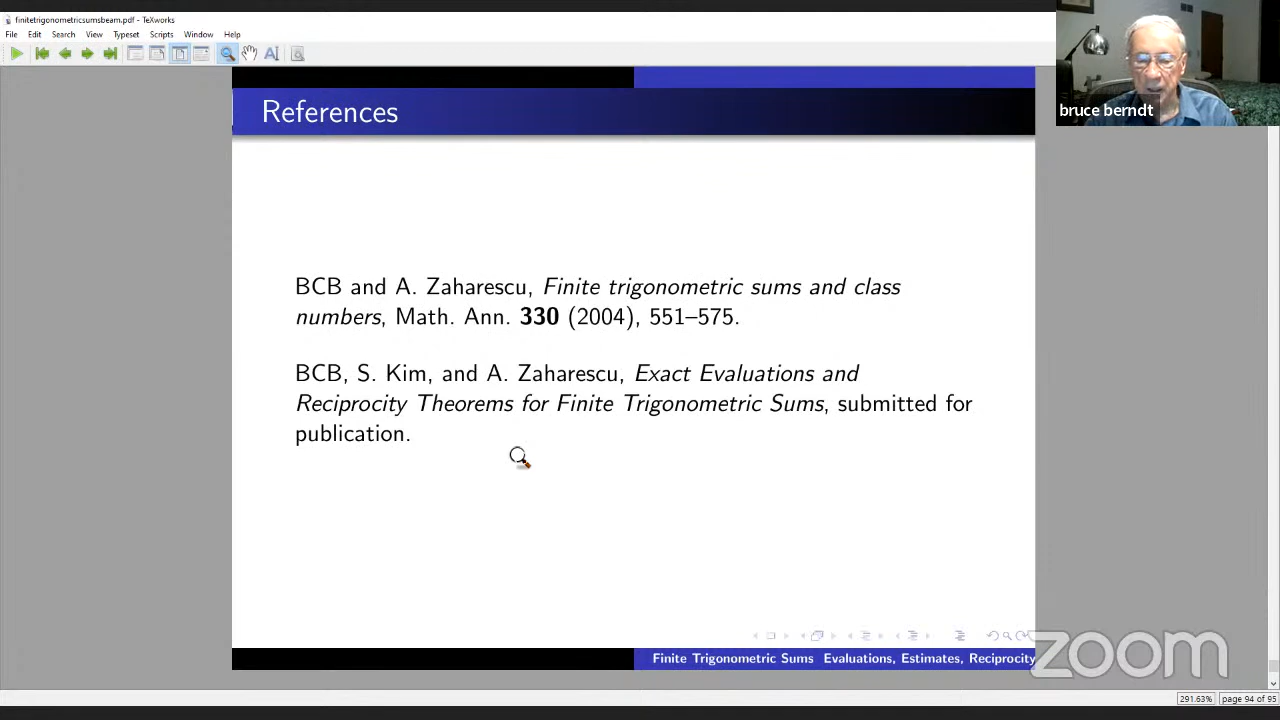 finitetrigonometricsumsbeam.pdf - TeXworks
File Edit Search View Typeset Scripts Window Help
References
bruce berndt
BCB and A. Zaharescu, Finite trigonometric sums and class
numbers, Math. Ann. 330 (2004), 551–575.
BCB, S. Kim, and A. Zaharescu, Exact Evaluations and
Reciprocity Theorems for Finite Trigonometric Sums, submitted for
publication.
Finite Trigonometric Sums Evaluations, Estimates, Reciprocity
zoom
291.63% page 94 of 95